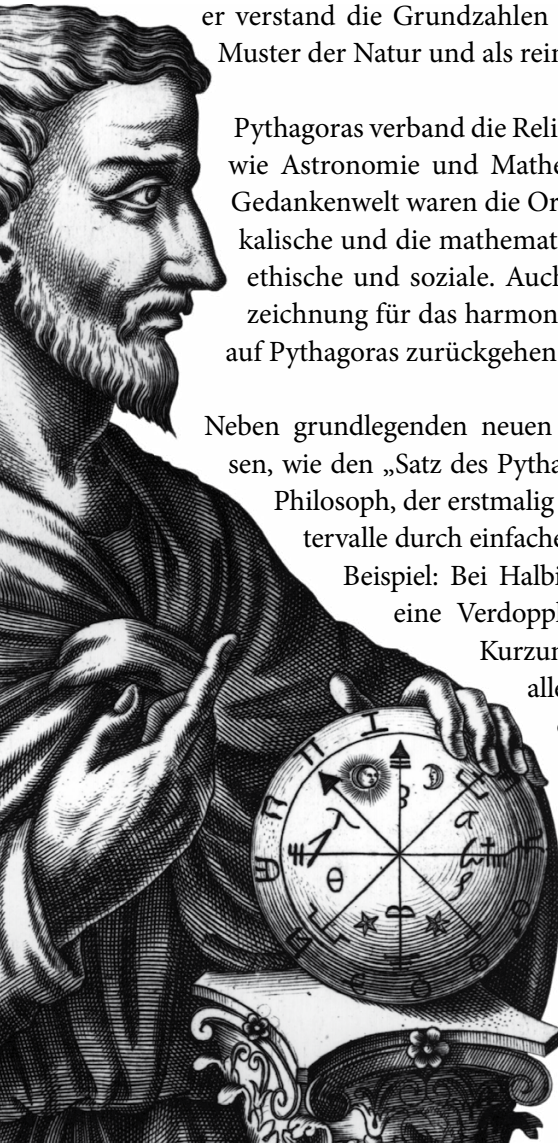 er verstand die Grundzahlen
Muster der Natur und als rein
Pythagoras verband die Reli
wie Astronomie und Mathe
Gedankenwelt waren die Or
kalische und die mathemat
ethische und soziale. Auch
zeichnung für das harmon
auf Pythagoras zurückgehen
Neben grundlegenden neuen
sen, wie den „Satz des Pytha
Philosoph, der erstmalig
tervalle durch einfache
Beispiel: Bei Halbi
eine Verdoppl
Kurzum
alle